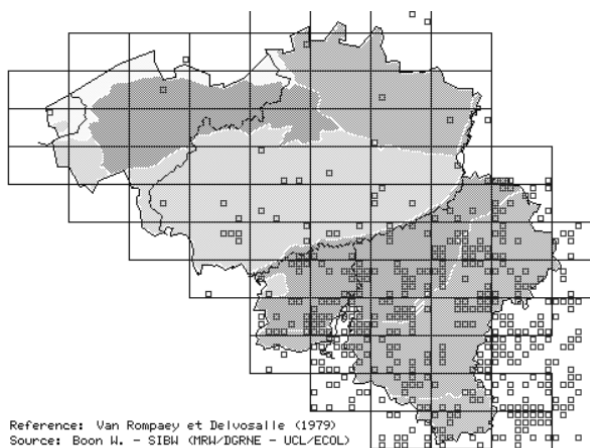 Reference: Van Rompaey et Delvosalle (1979)
Source: Boon W. - SIBW (MRW/DGRNE - UCL/ECOL)